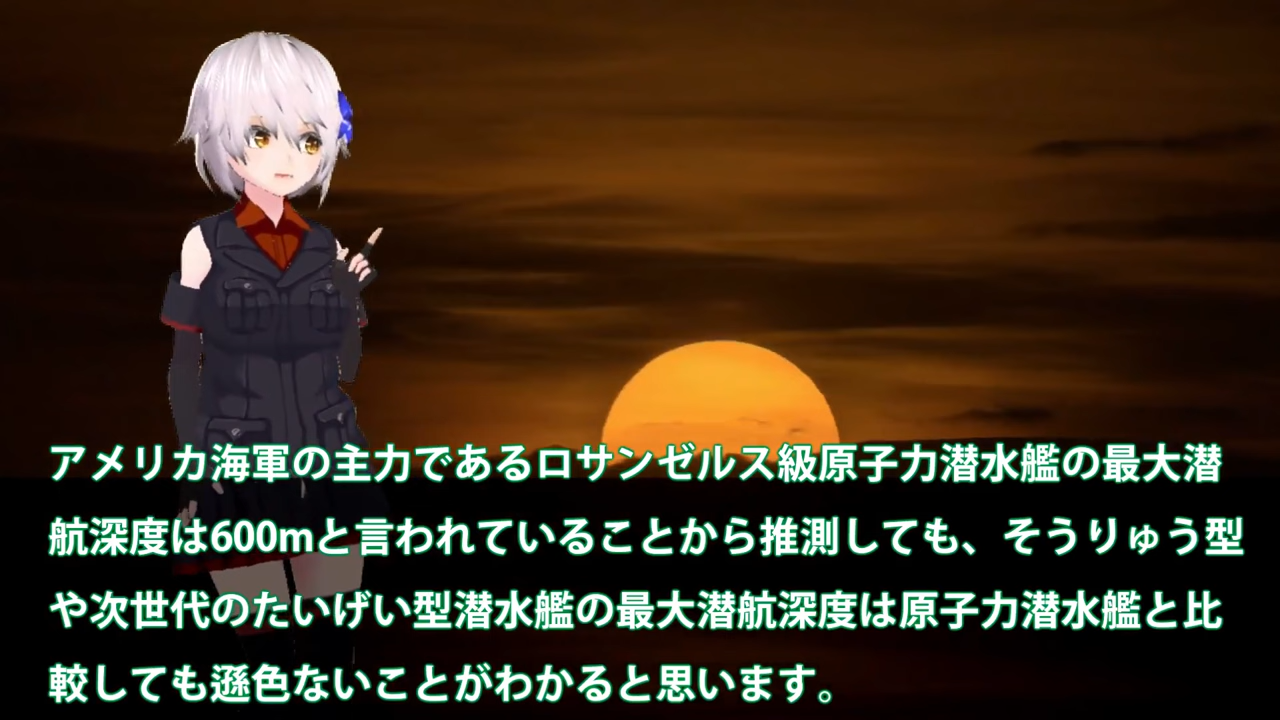 アメリカ海軍の主力であるロサンゼルス級原子力潜水艦の最大潜
航深度は600mと言われていることから推測しても、そうりゅう型
や次世代のたいげい型潜水艦の最大潜航深度は原子力潜水艦と比
較しても遜色ないことがわかると思います。